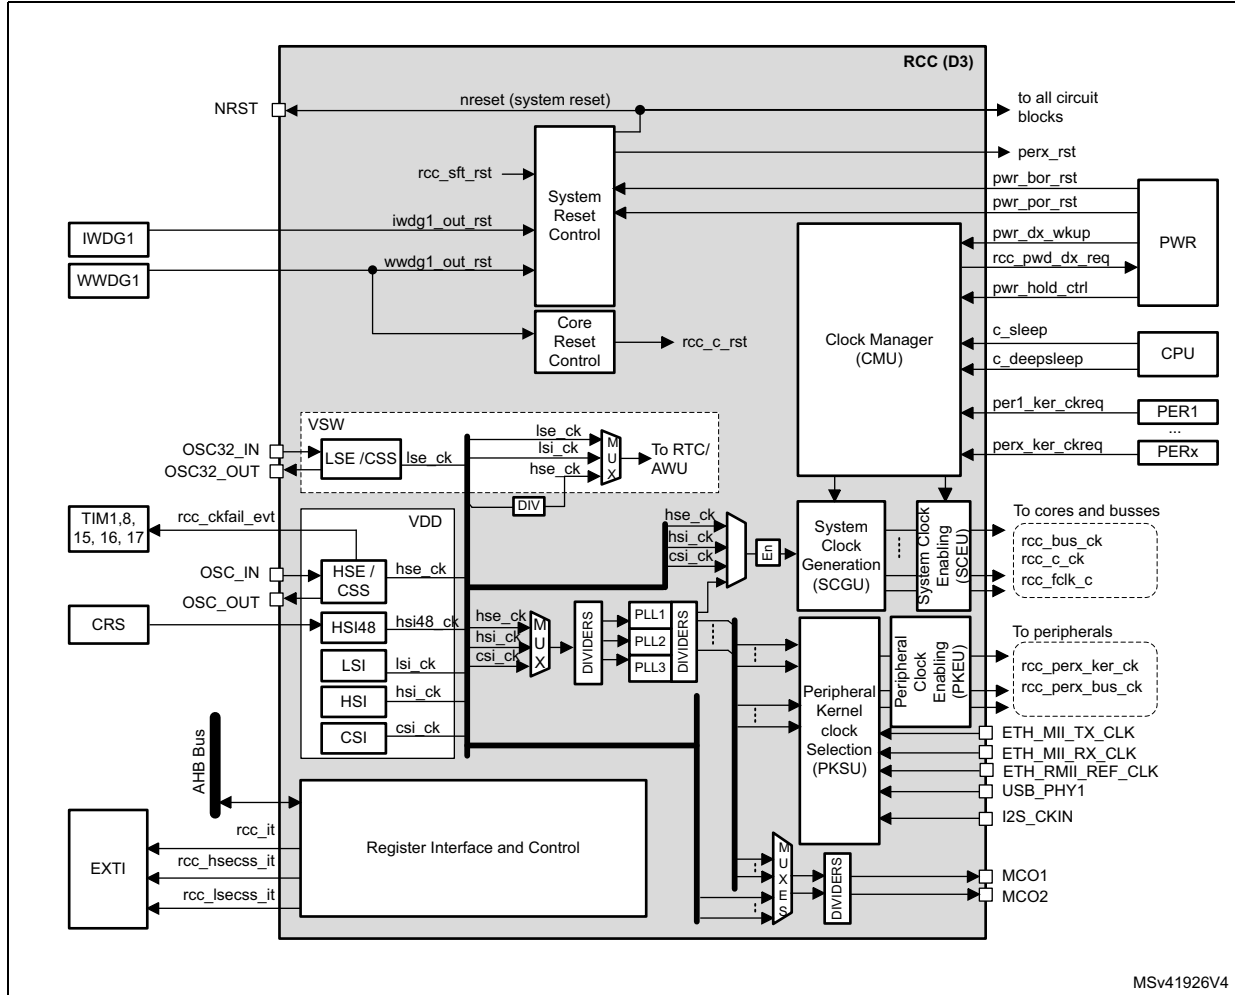 RCC (D3)
NRST
nreset (system reset)
to all circuit
blocks
perx_rst
rcc_sft_rst
System
Reset
Control
pwr_bor_rst
pwr_por_rst
IWDG1
iwdg1_out_rst
WWDG1
wwdg1_out_rst
pwr_dx_wkup
rcc_pwd_dx_req
pwr_hold_ctrl
PWR
Core
Reset
Control
rcc_c_rst
Clock Manager
(CMU)
c_sleep
c_deepsleep
CPU
per1_ker_ckreq
PER1
...
perx_ker_ckreq
PERx
VSW
OSC32_IN
OSC32_OUT
LSE /CSS
lse_ck
lse_ck
lsi_ck
hse_ck
MUX
To RTC/
AWU
DIV
TIM1,8,
15, 16, 17
rcc_ckfail_evt
VDD
OSC_IN
OSC_OUT
HSE /
CSS
hse_ck
CRS
HSI48
hsi48_ck
LSI
lsi_ck
HSI
hsi_ck
CSI
csi_ck
hse_ck
hsi_ck
csi_ck
En
System
Clock
Generation
(SCGU)
System Clock
Enabling
(SCEU)
To cores and busses
rcc_bus_ck
rcc_c_ck
rcc_fclk_c
hse_ck
hsi_ck
csi_ck
MUX
DIVIDERS
PLL1
PLL2
PLL3
DIVIDERS
Peripheral
Kernel
clock
Selection
(PKSU)
Peripheral
Clock
Enabling
(PKEU)
To peripherals
rcc_perx_ker_ck
rcc_perx_bus_ck
ETH_MII_TX_CLK
ETH_MII_RX_CLK
ETH_RMII_REF_CLK
USB_PHY1
I2S_CKIN
AHB Bus
Register Interface and Control
EXTI
rcc_it
rcc_hsecss_it
rcc_lsecss_it
MUXES
DIVIDERS
MCO1
MCO2
MSv41926V4